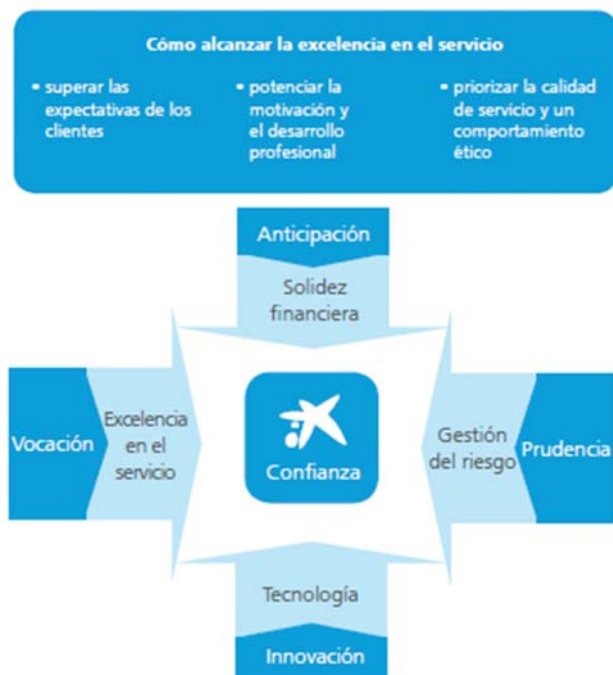 Cómo alcanzar la excelencia en el servicio
• superar las
expectativas de los
clientes
• potenciar la
motivación y
el desarrollo
profesional
• priorizar la calidad
de servicio y un
comportamiento
ético
Anticipación
Solidez
financiera
Vocación
Excelencia
en el
servicio
Confianza
Gestión
del riesgo
Prudencia
Tecnología
Innovación